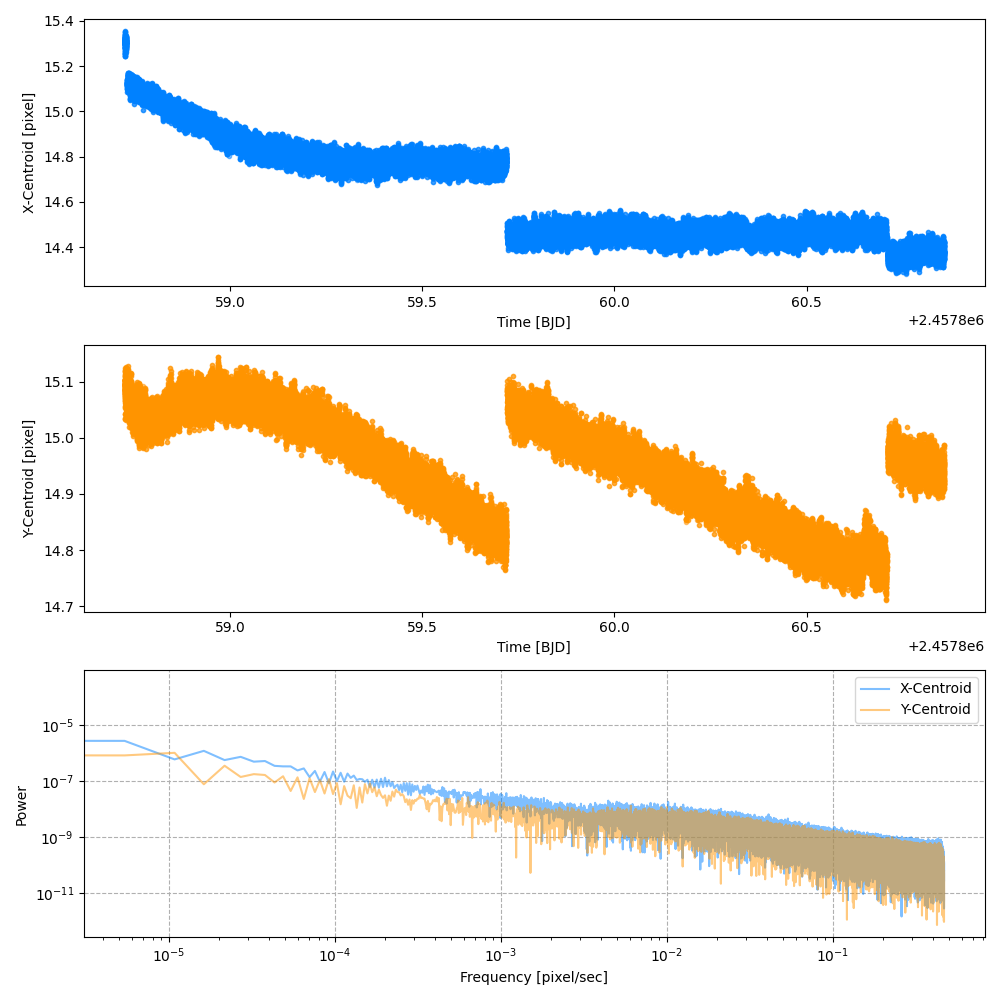 15.4
15.2
15.0
14.8
14.6
14.4
X-Centroid [pixel]
59.0 59.5 60.0 60.5
Time [BJD]
+2.4578e6
15.1
15.0
14.9
14.8
14.7
Y-Centroid [pixel]
59.0 59.5 60.0 60.5
Time [BJD]
+2.4578e6
X-Centroid
Y-Centroid
10⁻⁵
10⁻⁷
10⁻⁹
10⁻¹¹
Power
10⁻⁵ 10⁻⁴ 10⁻³ 10⁻² 10⁻¹
Frequency [pixel/sec]